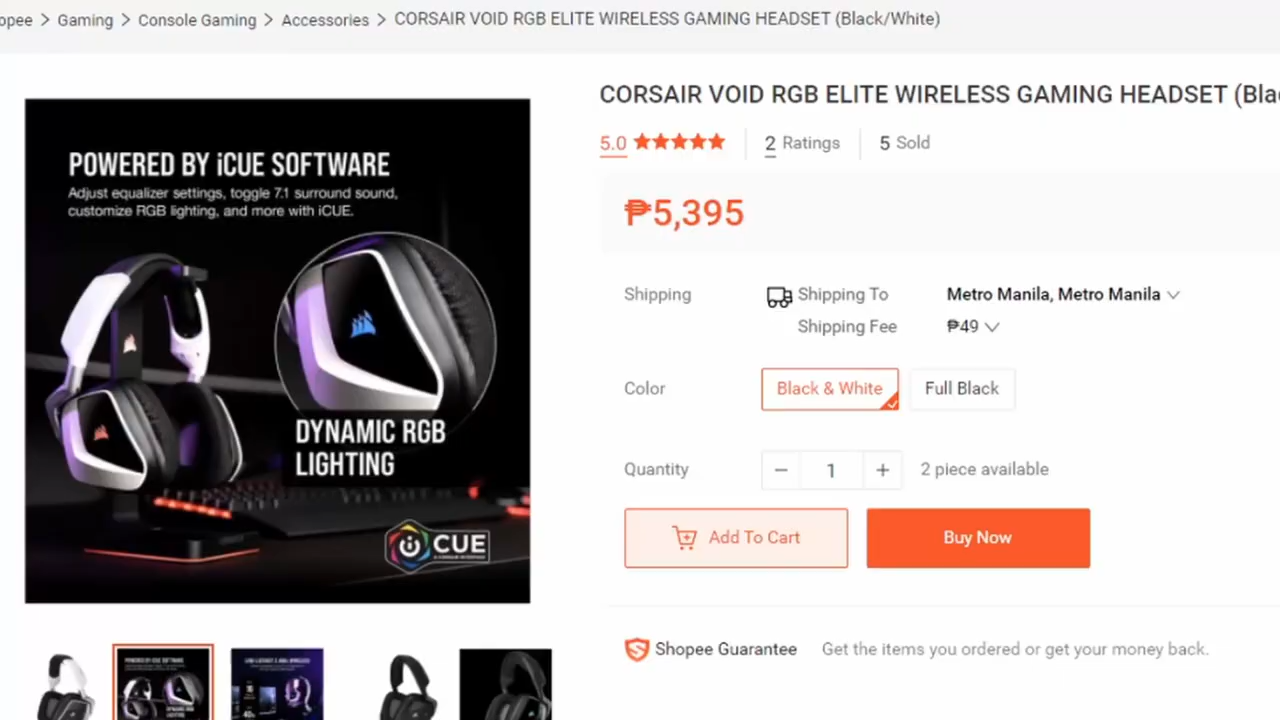 opee > Gaming > Console Gaming > Accessories > CORSAIR VOID RGB ELITE WIRELESS GAMING HEADSET (Black/White)
CORSAIR VOID RGB ELITE WIRELESS GAMING HEADSET (Blac
5.0 2 Ratings 5 Sold
₱5,395
Shipping Shipping To Metro Manila, Metro Manila
Shipping Fee ₱49
Color Black & White Full Black
Quantity − 1 + 2 piece available
Add To Cart Buy Now
Shopee Guarantee Get the items you ordered or get your money back.
POWERED BY iCUE SOFTWARE
Adjust equalizer settings, toggle 7.1 surround sound,
customize RGB lighting, and more with iCUE.
DYNAMIC RGB
LIGHTING
iCUE
POWERED BY iCUE SOFTWARE